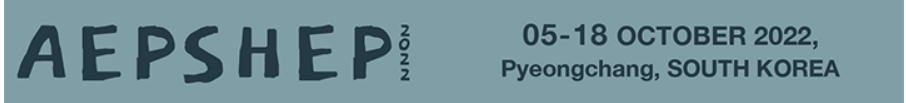 AEPSHEP 2022
05-18 OCTOBER 2022,
Pyeongchang, SOUTH KOREA